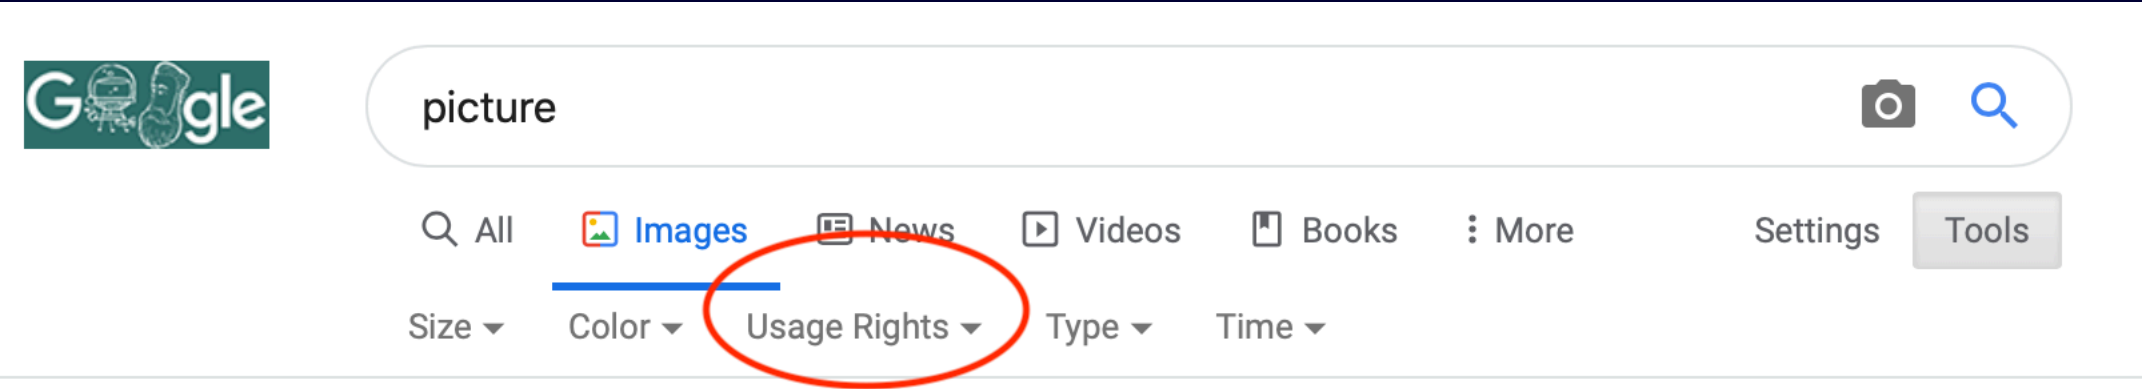 Google
picture
All Images News Videos Books More Settings Tools
Size Color Usage Rights Type Time